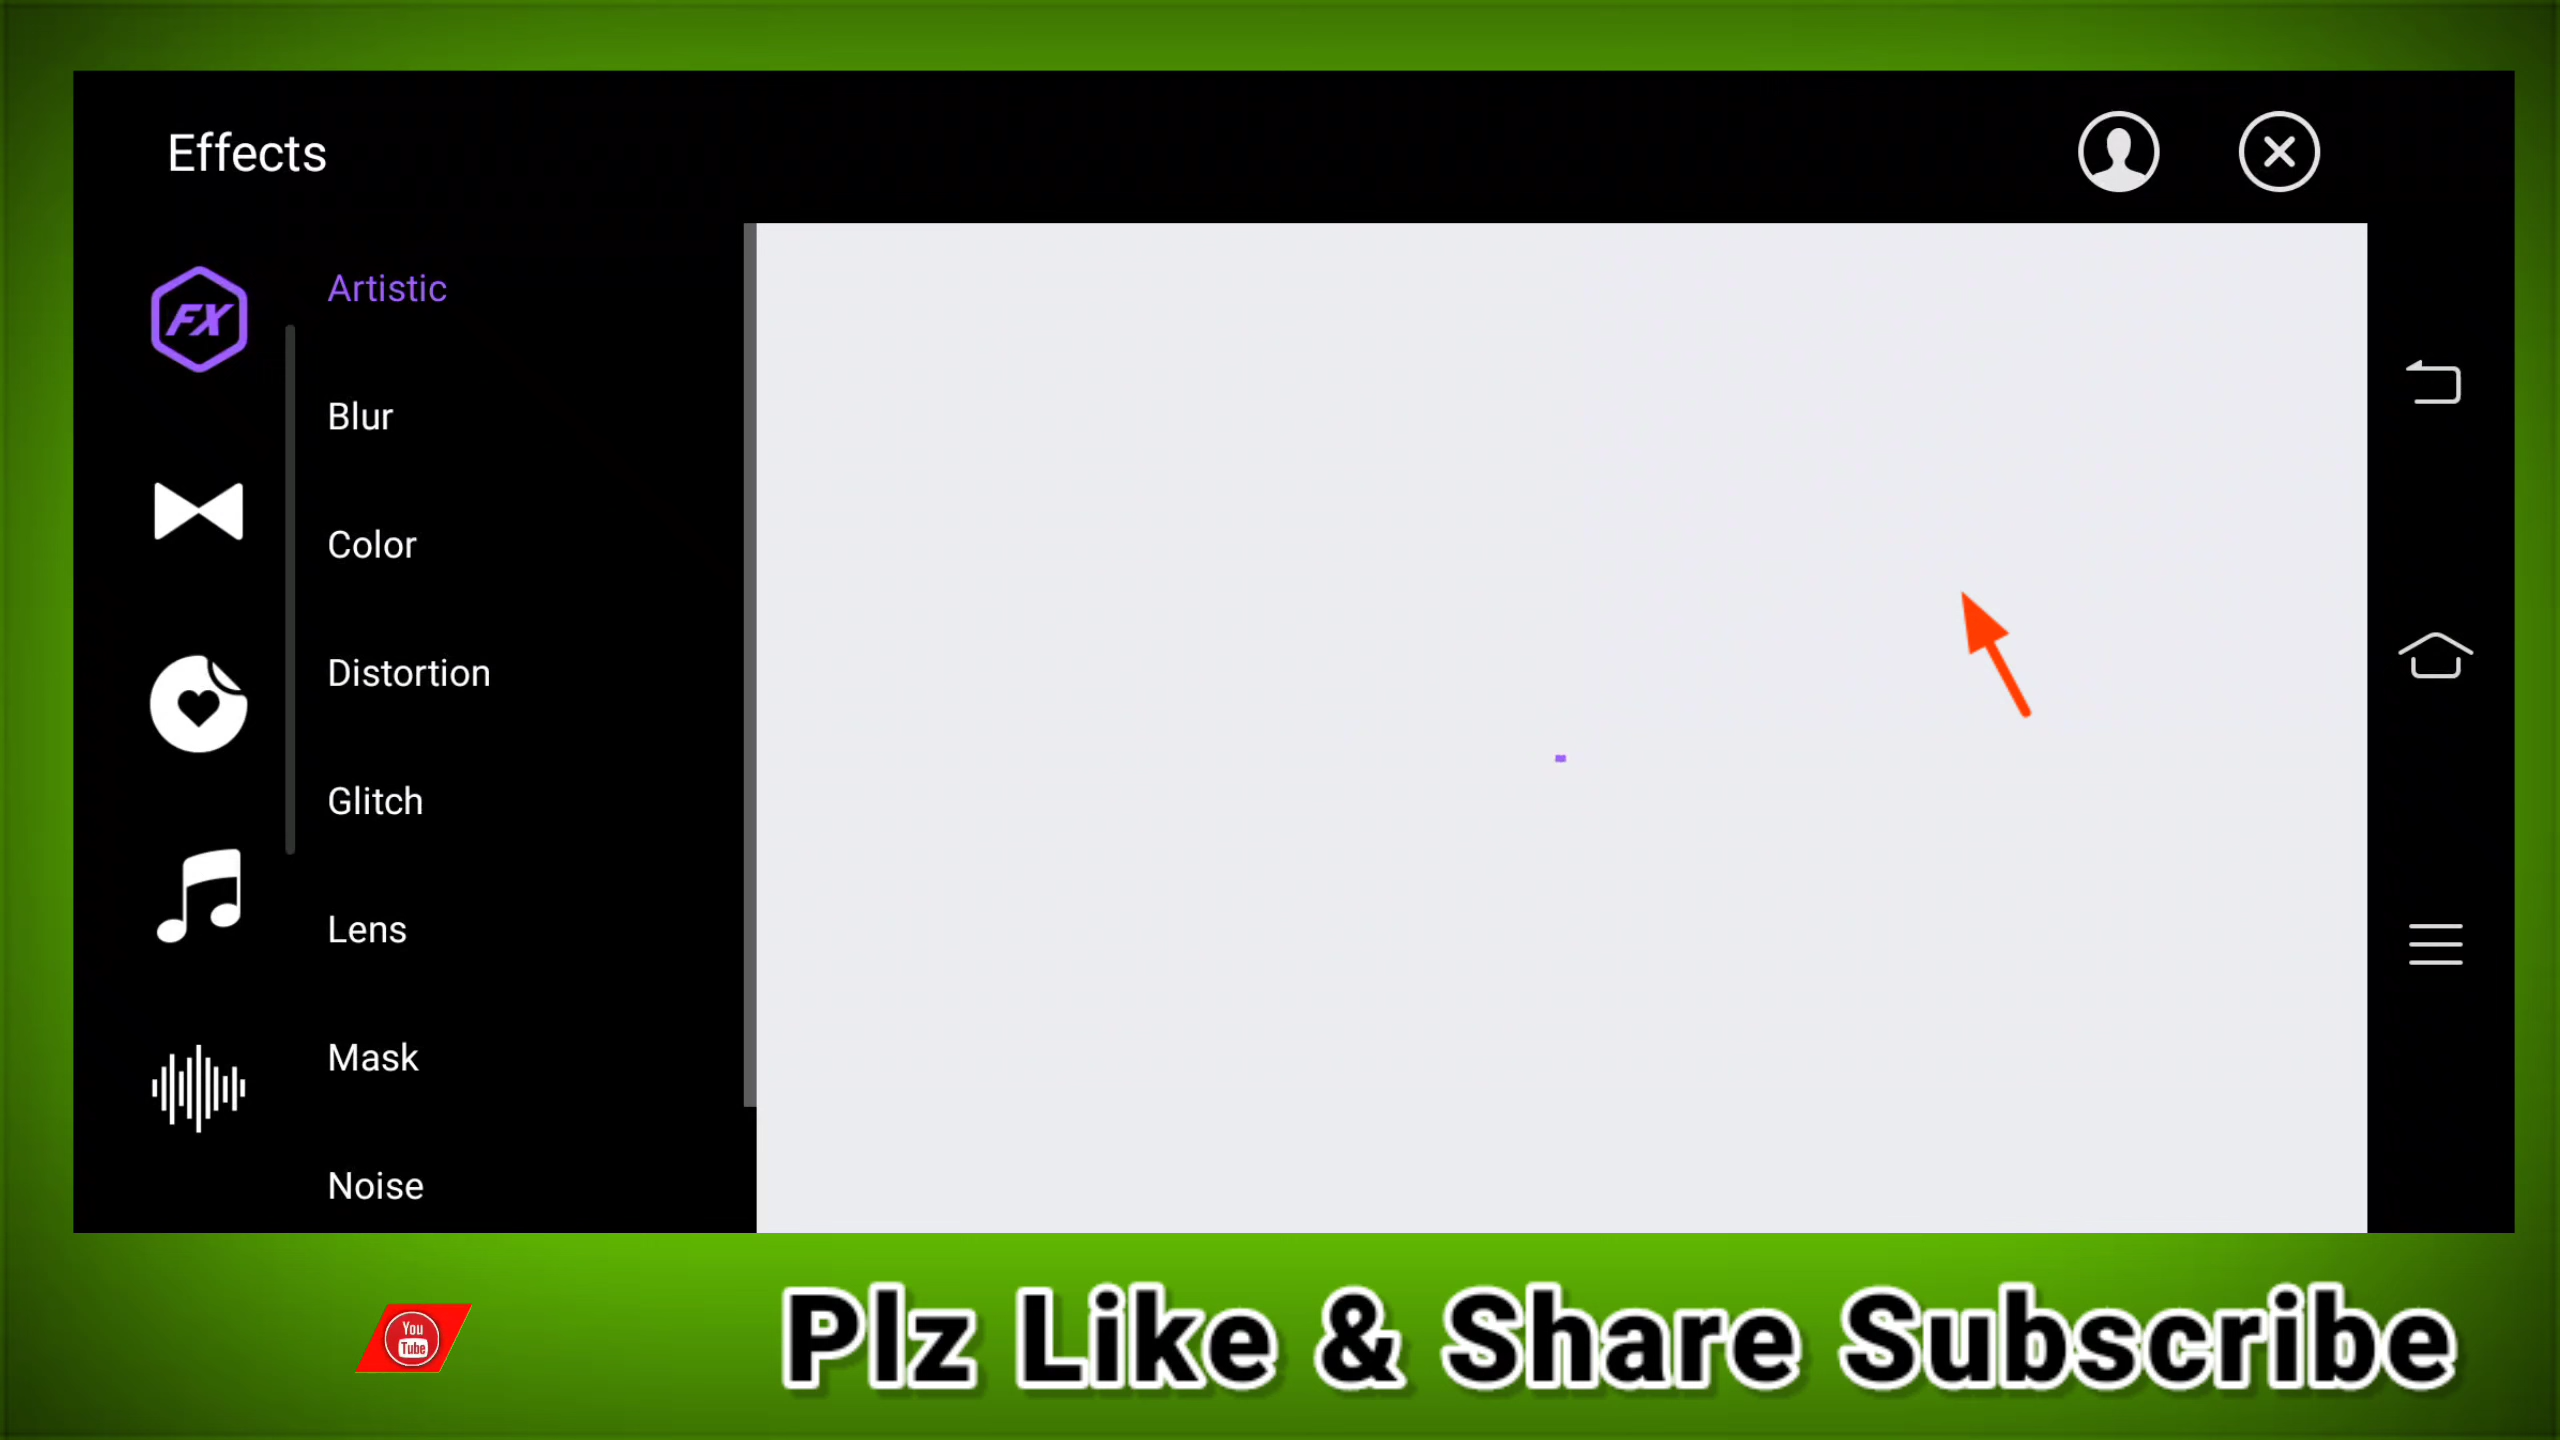 Effects
FX
Artistic
Blur
Color
Distortion
Glitch
Lens
Mask
Noise
You
Tube
Plz Like & Share Subscribe